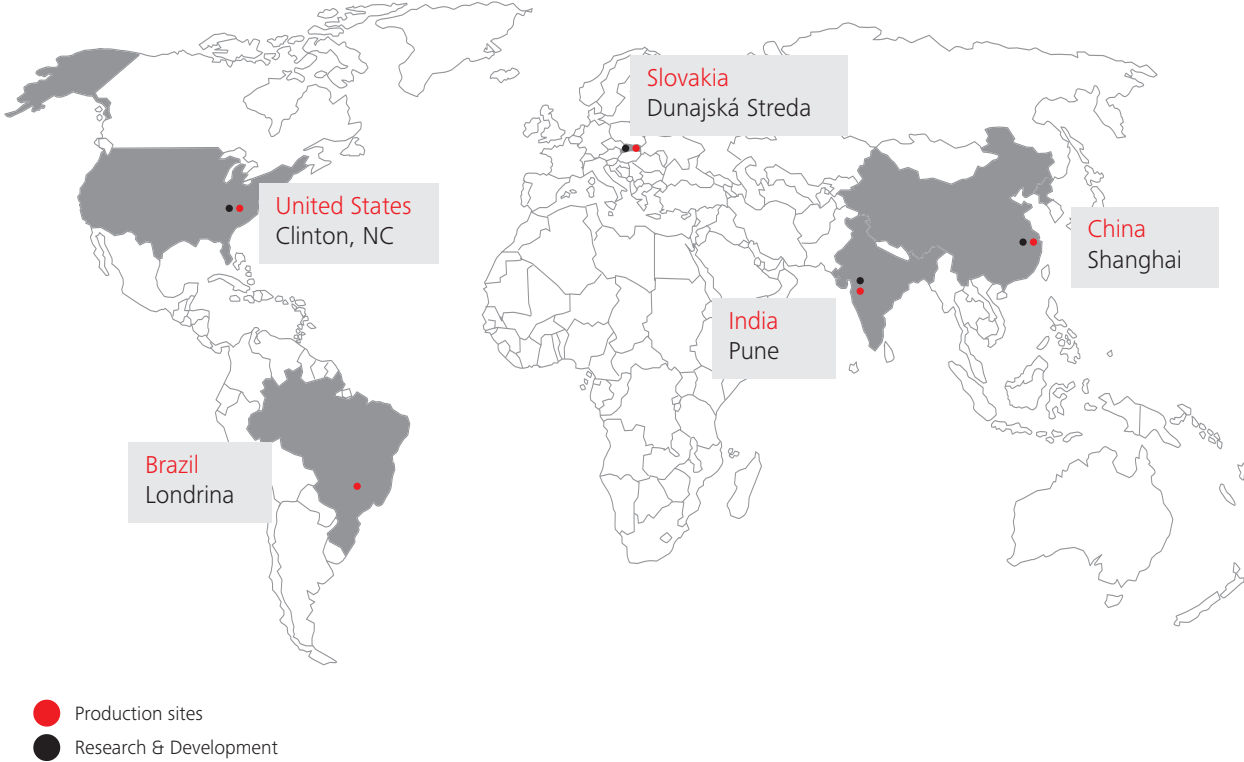 Slovakia
Dunajská Streda
United States
Clinton, NC
China
Shanghai
India
Pune
Brazil
Londrina
Production sites
Research & Development